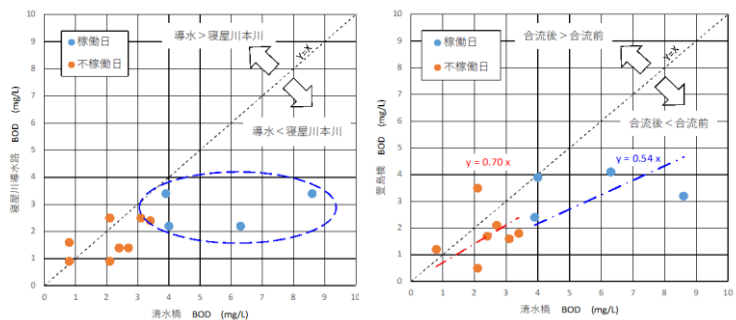 10
9
8
7
6
5
4
3
2
1
0
0 1 2 3 4 5 6 7 8 9 10
寝屋川導水路 BOD (mg/L)
清水橋 BOD (mg/L)
稼働日
不稼働日
導水＞寝屋川本川
Y=X
導水＜寝屋川本川
10
9
8
7
6
5
4
3
2
1
0
0 1 2 3 4 5 6 7 8 9 10
萱島橋 BOD (mg/L)
清水橋 BOD (mg/L)
稼働日
不稼働日
合流後＞合流前
Y=X
合流後＜合流前
y = 0.70 x
y = 0.54 x